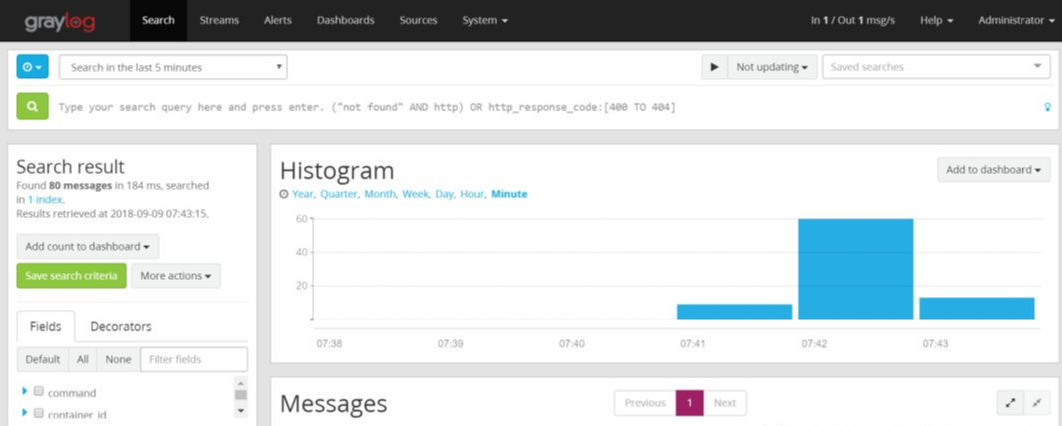 graylog Search Streams Alerts Dashboards Sources System In 1 / Out 1 msg/s Help Administrator
Search in the last 5 minutes Not updating Saved searches
Type your search query here and press enter. ("not found" AND http) OR http_response_code:[400 TO 404]
Search result
Found 80 messages in 184 ms, searched
in 1 index.
Results retrieved at 2018-09-09 07:43:15.
Add count to dashboard
Save search criteria More actions
Fields Decorators
Default All None Filter fields
command
container_id
Histogram
Add to dashboard
Year, Quarter, Month, Week, Day, Hour, Minute
60
40
20
07:38 07:39 07:40 07:41 07:42 07:43
Messages
Previous 1 Next